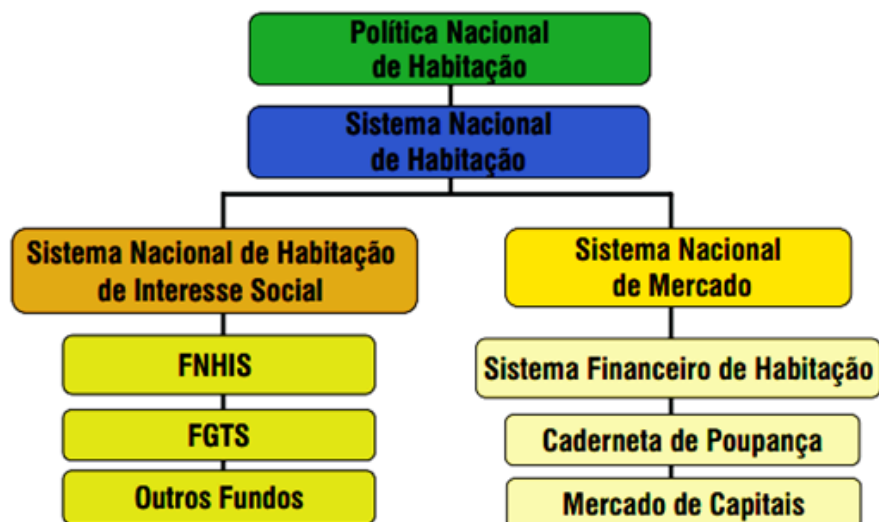 Política Nacional
de Habitação
Sistema Nacional
de Habitação
Sistema Nacional de Habitação
de Interesse Social
FNHIS
FGTS
Outros Fundos
Sistema Nacional
de Mercado
Sistema Financeiro de Habitação
Caderneta de Poupança
Mercado de Capitais